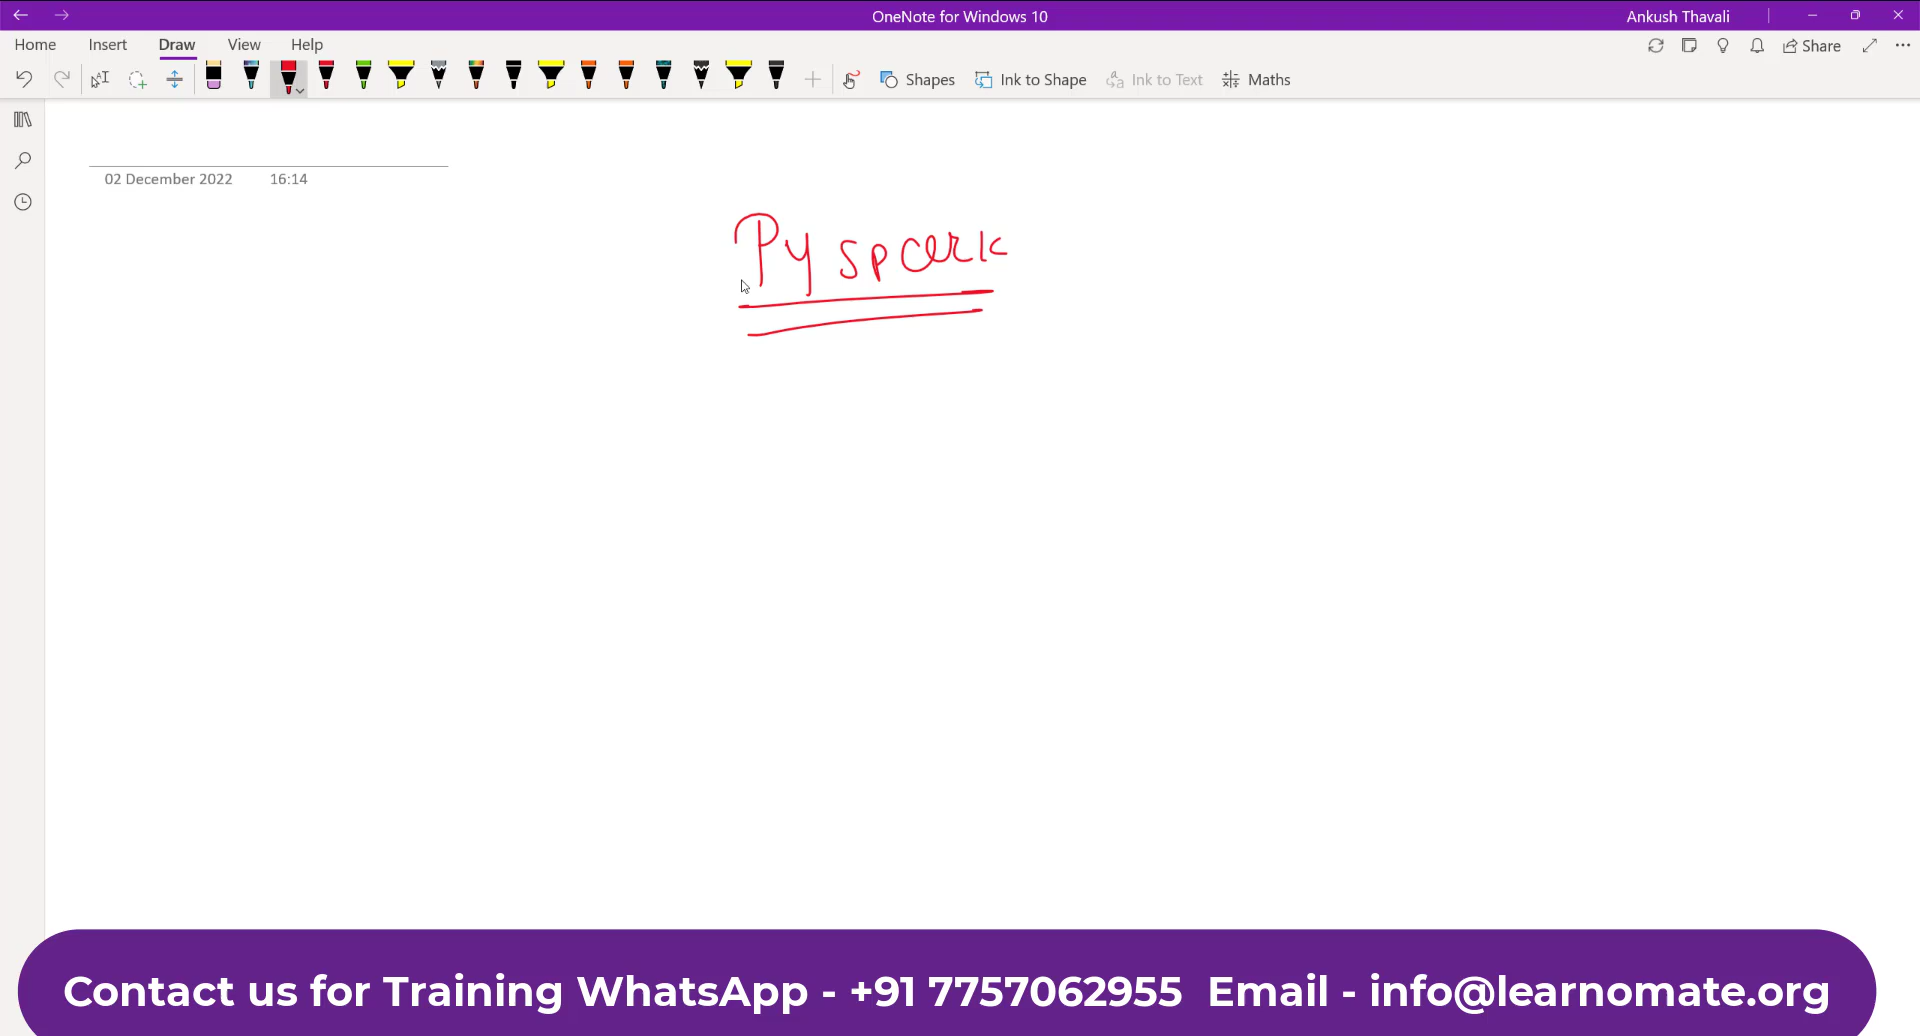 OneNote for Windows 10
Ankush Thavali
Home Insert Draw View Help
Share
Shapes Ink to Shape Ink to Text Maths
02 December 2022 16:14
Py spark
Contact us for Training WhatsApp - +91 7757062955 Email - info@learnomate.org